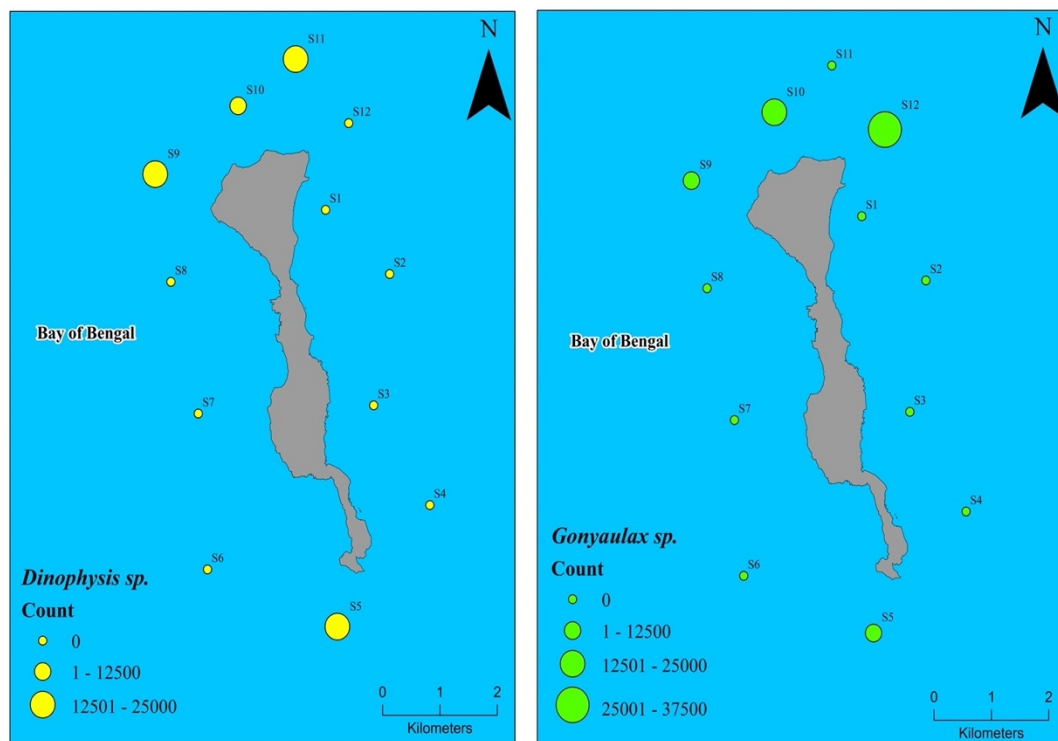 N
S11
S10
S12
S9
S1
S2
S8
Bay of Bengal
S3
S7
S4
S6
S5
Dinophysis sp.
Count
0
1 - 12500
12501 - 25000
0 1 2
Kilometers
N
S11
S10
S12
S9
S1
S2
S8
Bay of Bengal
S3
S7
S4
S6
S5
Gonyaulax sp.
Count
0
1 - 12500
12501 - 25000
25001 - 37500
0 1 2
Kilometers